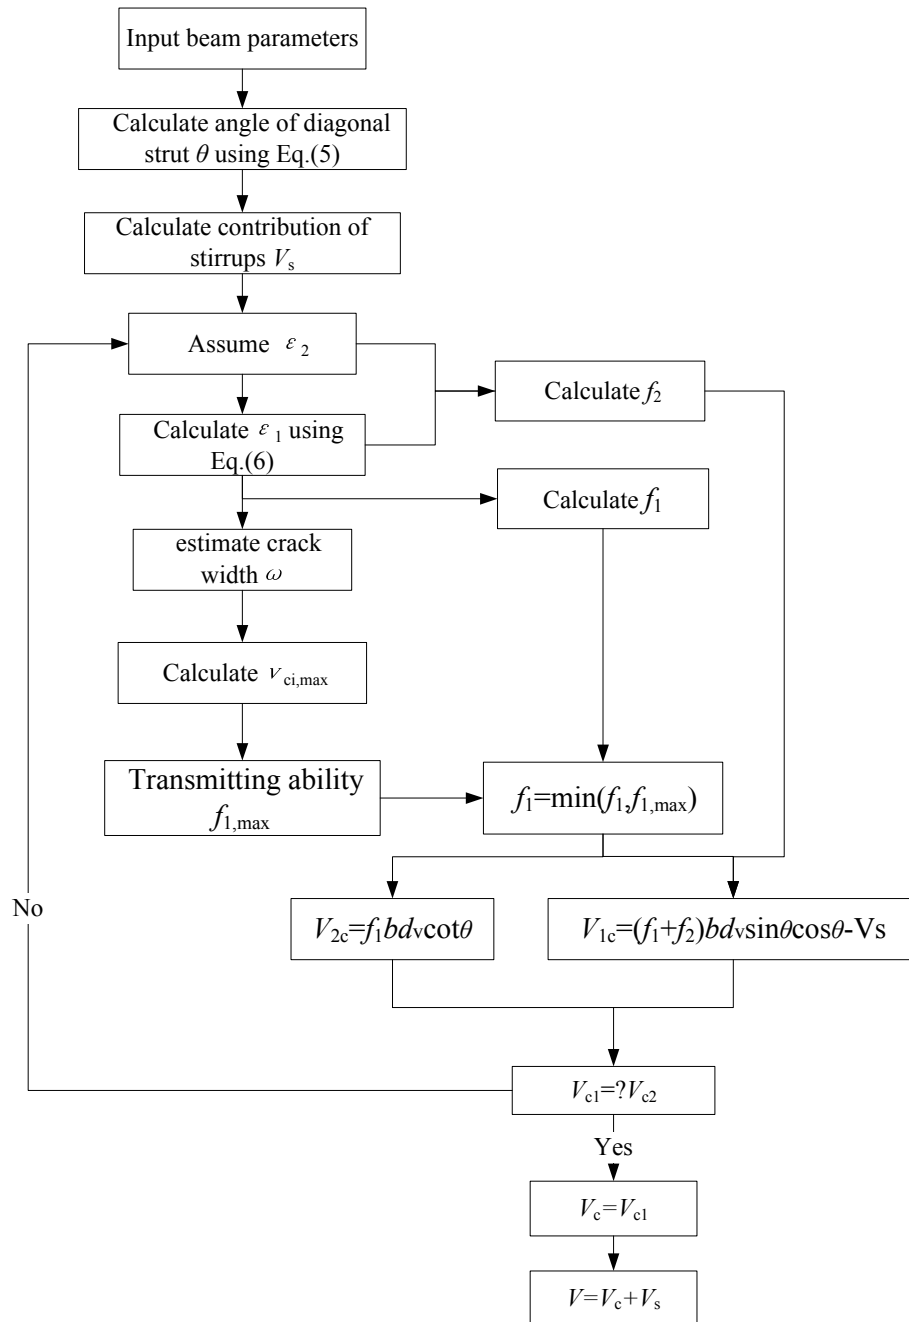 Input beam parameters
Calculate angle of diagonal
strut θ using Eq.(5)
Calculate contribution of
stirrups Vs
Assume ε2
Calculate f2
Calculate ε1 using
Eq.(6)
Calculate f1
estimate crack
width ω
Calculate vci,max
Transmitting ability
f1,max
f1=min(f1,f1,max)
No
V2c=f1bdvcotθ
V1c=(f1+f2)bdvsinθcosθ-Vs
Vc1=?Vc2
Yes
Vc=Vc1
V=Vc+Vs